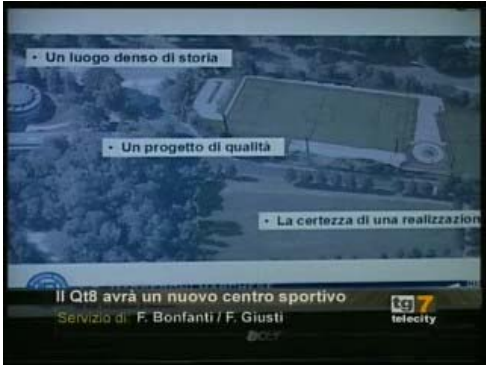 • Un luogo denso di storia
• Un progetto di qualità
• La certezza di una realizzazion
Il Qt8 avrà un nuovo centro sportivo
Servizio di: F. Bonfanti / F. Giusti
tg7
telecity
acer